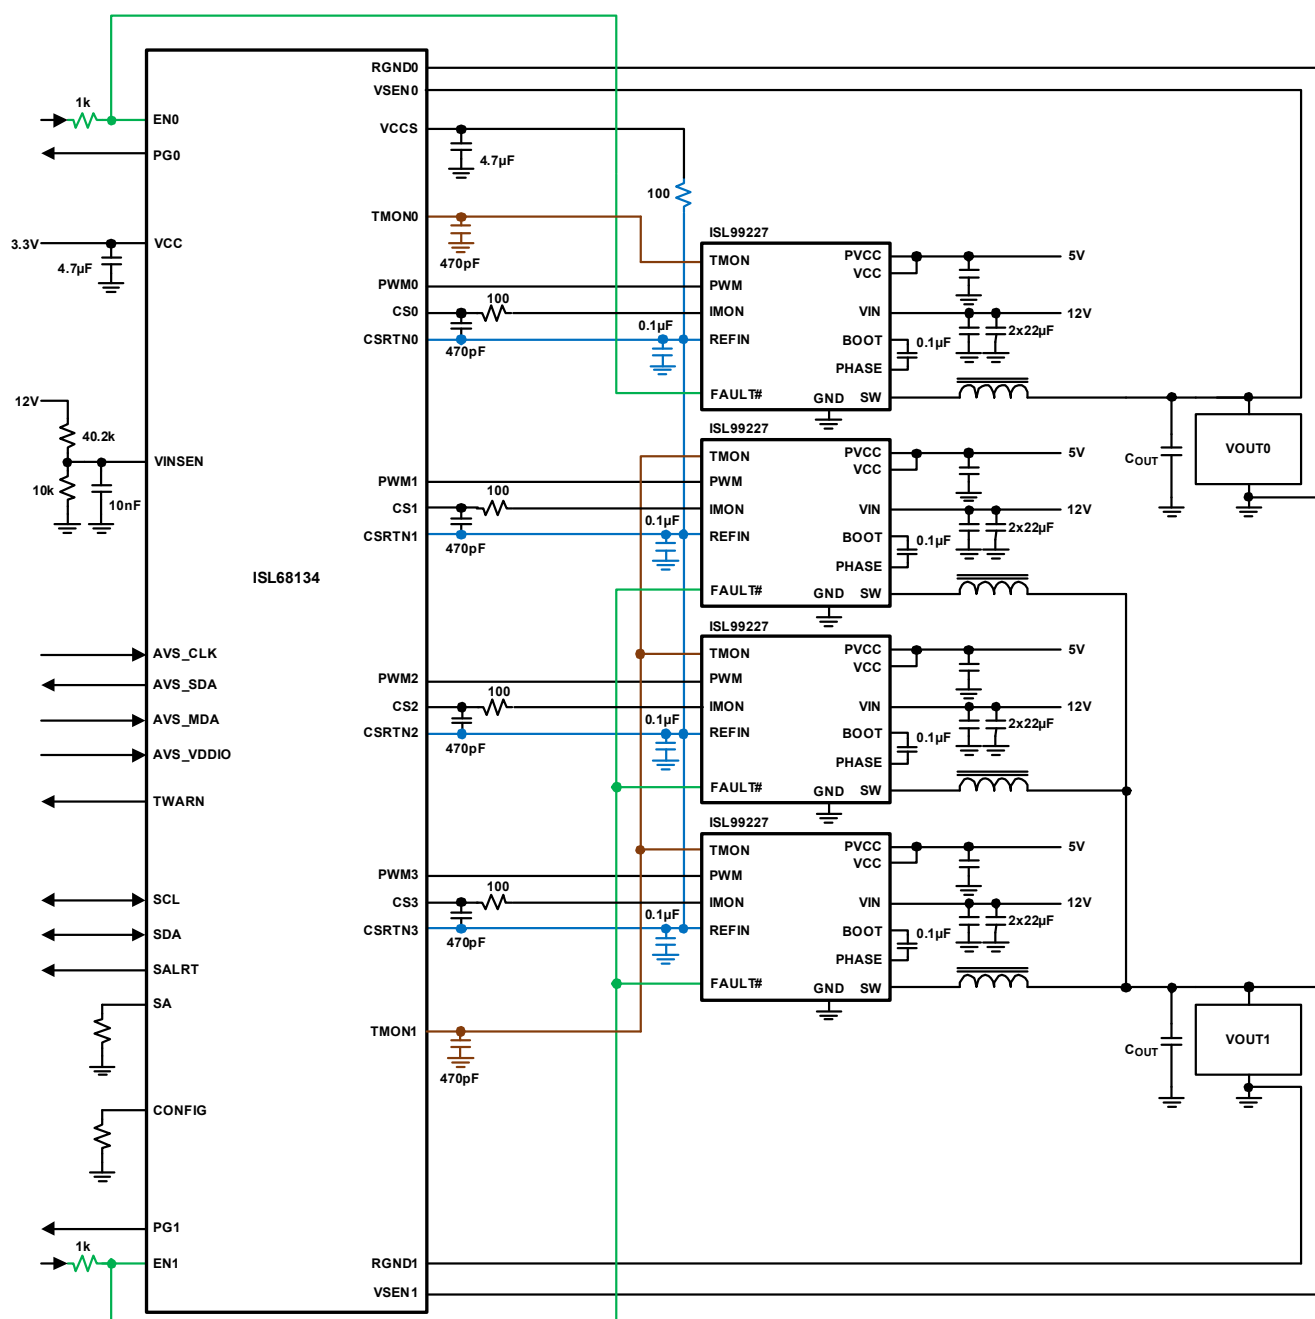 RGND0
VSEN0
1k
EN0
VCCS
PG0
4.7µF
100
TMON0
ISL99227
3.3V
VCC
4.7µF
470pF
TMON
PVCC
VCC
5V
PWM0
PWM
100
CS0
IMON
VIN
12V
0.1µF
2x22µF
CSRTN0
470pF
REFIN
BOOT
0.1µF
PHASE
12V
FAULT#
GND
SW
ISL99227
40.2k
VINSEN
10k
10nF
TMON
PVCC
VCC
5V
COUT
VOUT0
PWM1
PWM
100
CS1
IMON
VIN
12V
0.1µF
2x22µF
CSRTN1
470pF
REFIN
BOOT
0.1µF
PHASE
ISL68134
FAULT#
GND
SW
ISL99227
AVS_CLK
TMON
PVCC
VCC
5V
AVS_SDA
PWM2
PWM
100
AVS_MDA
CS2
IMON
VIN
12V
0.1µF
2x22µF
CSRTN2
470pF
REFIN
BOOT
0.1µF
AVS_VDDIO
PHASE
FAULT#
GND
SW
TWARN
ISL99227
TMON
PVCC
VCC
5V
PWM3
PWM
100
SCL
CS3
IMON
VIN
12V
0.1µF
2x22µF
SDA
CSRTN3
470pF
REFIN
BOOT
0.1µF
PHASE
SALRT
FAULT#
GND
SW
SA
TMON1
470pF
COUT
VOUT1
CONFIG
PG1
1k
EN1
RGND1
VSEN1